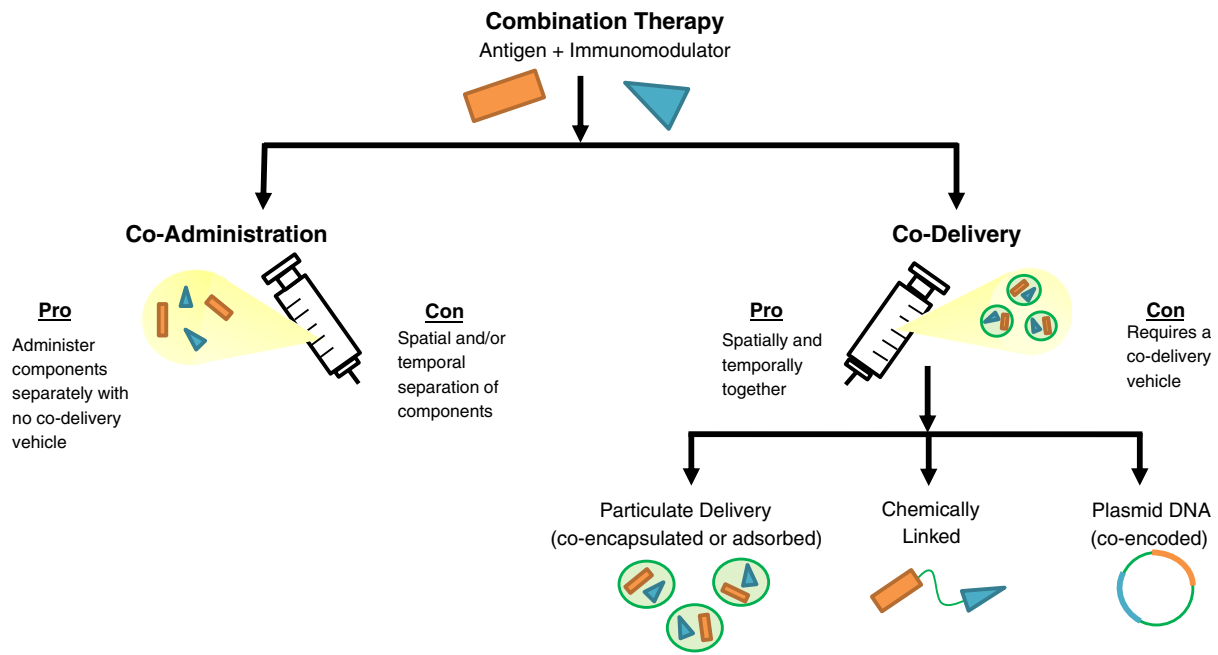 Combination Therapy
Antigen + Immunomodulator
Co-Administration
Pro
Administer
components
separately with
no co-delivery
vehicle
Con
Spatial and/or
temporal
separation of
components
Co-Delivery
Pro
Spatially and
temporally
together
Con
Requires a
co-delivery
vehicle
Particulate Delivery
(co-encapsulated or adsorbed)
Chemically
Linked
Plasmid DNA
(co-encoded)